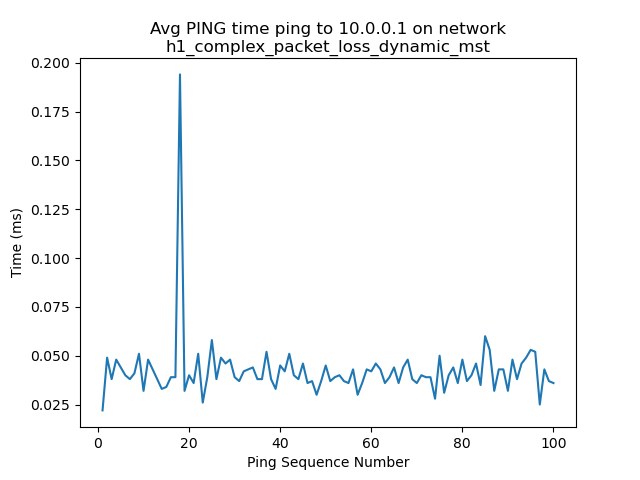 Avg PING time ping to 10.0.0.1 on network
h1_complex_packet_loss_dynamic_mst
0.200
0.175
0.150
0.125
0.100
0.075
0.050
0.025
Time (ms)
0 20 40 60 80 100
Ping Sequence Number